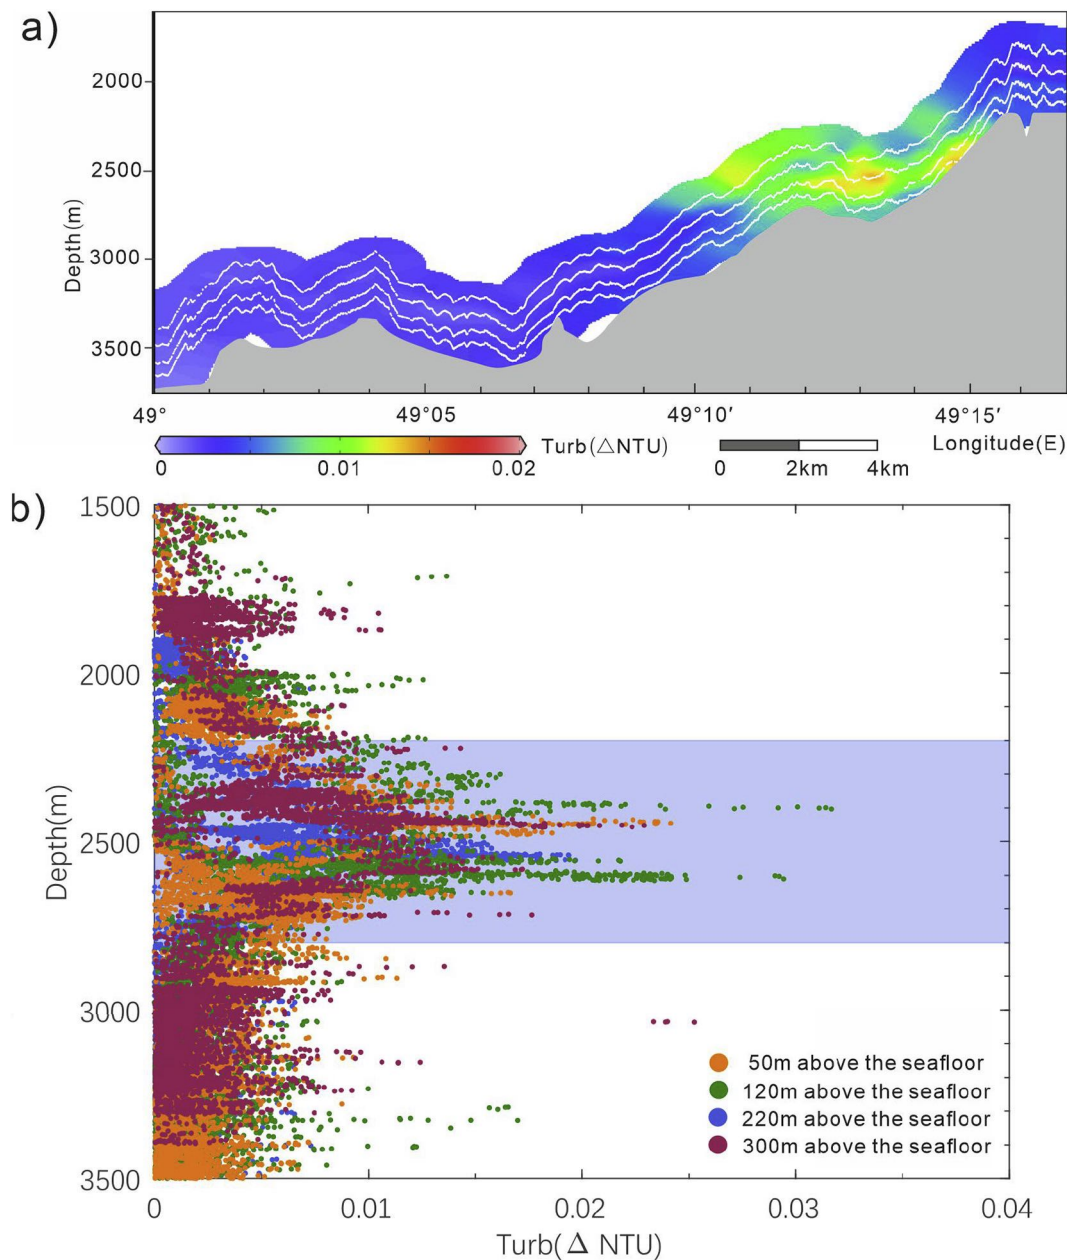 a)
2000
2500
3000
3500
Depth(m)
49° 49°05 49°10′ 49°15′
0 0.01 0.02 Turb(△NTU)
0 2km 4km
Longitude(E)
b)
1500
2000
2500
3000
3500
Depth(m)
50m above the seafloor
120m above the seafloor
220m above the seafloor
300m above the seafloor
0 0.01 0.02 0.03 0.04
Turb(Δ NTU)